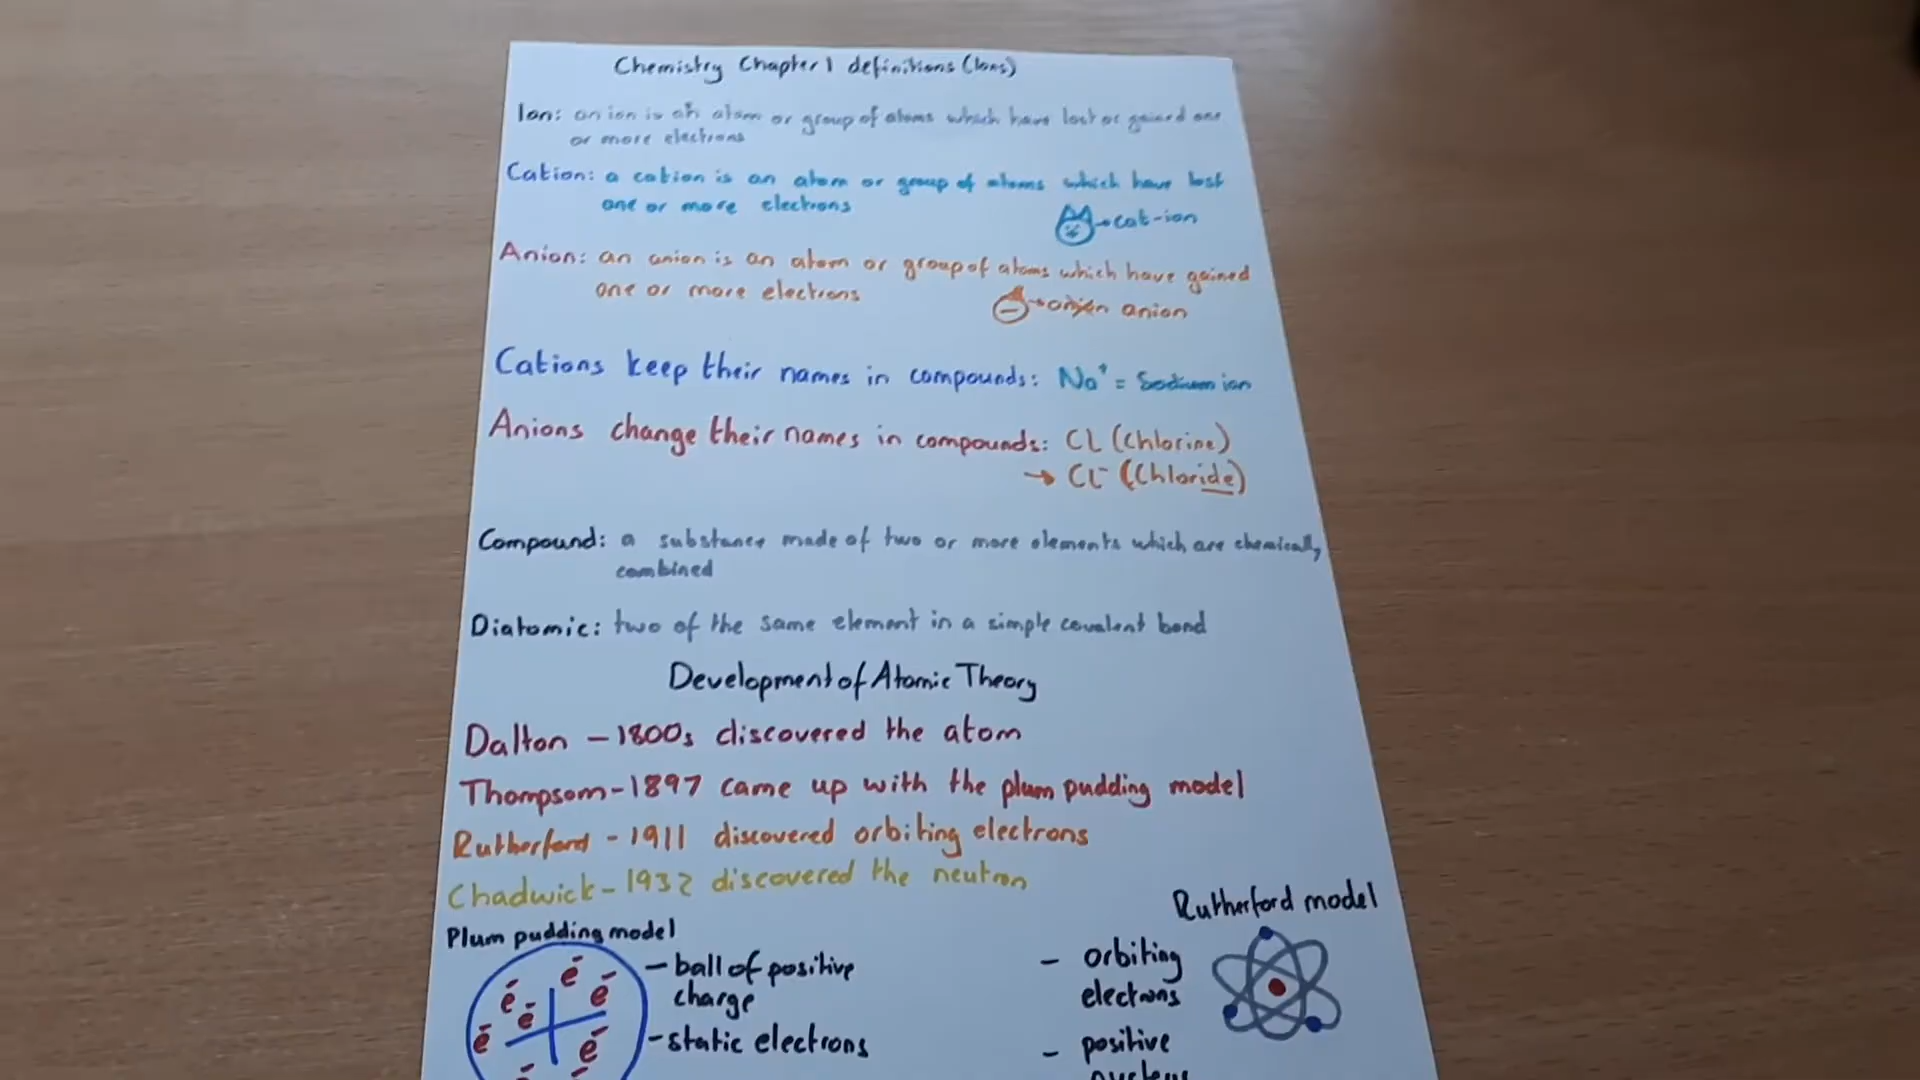 Chemistry Chapter 1 definitions (Ions)
Ion: an ion is an atom or group of atoms which have lost or gained one
or more electrons
Cation: a cation is an atom or group of atoms which have lost
one or more electrons
cat-ion
Anion: an anion is an atom or group of atoms which have gained
one or more electrons
anion
Cations keep their names in compounds: Na⁺ = Sodium ion
Anions change their names in compounds: Cl (Chlorine)
→ Cl⁻ (Chloride)
Compound: a substance made of two or more elements which are chemically
combined
Diatomic: two of the same element in a simple covalent bond
Development of Atomic Theory
Dalton - 1800s discovered the atom
Thompsom - 1897 came up with the plum pudding model
Rutherford - 1911 discovered orbiting electrons
Chadwick - 1932 discovered the neutron
Plum pudding model
e⁻ e⁻ e⁻ e⁻ e⁻ e⁻
- ball of positive
charge
- static electrons
Rutherford model
- orbiting
electrons
- positive
nucleus